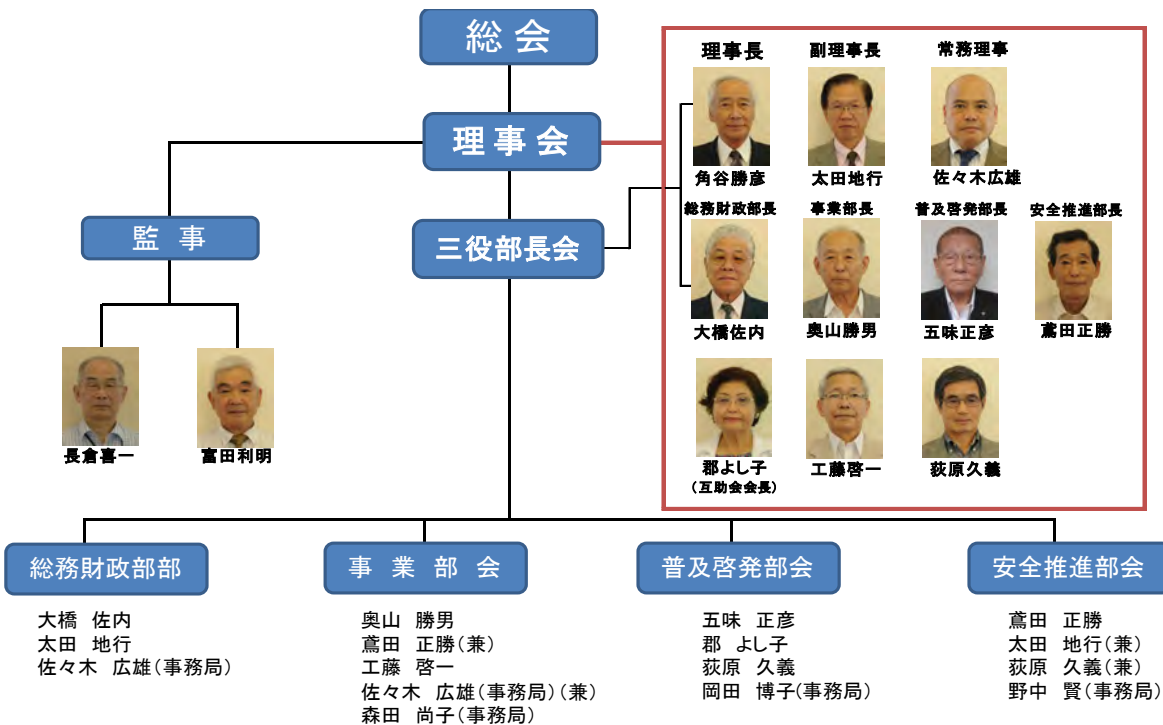 総会
理事会
三役部長会
監 事
長倉喜一
富田利明
理事長
副理事長
常務理事
角谷勝彦
太田地行
佐々木広雄
総務財政部長
事業部長
普及啓発部長
安全推進部長
大橋佐内
奥山勝男
五味正彦
鳶田正勝
郡よし子
(互助会会長)
工藤啓一
荻原久義
総務財政部部
大橋 佐内
太田 地行
佐々木 広雄(事務局)
事 業 部 会
奥山 勝男
鳶田 正勝(兼)
工藤 啓一
佐々木 広雄(事務局)(兼)
森田 尚子(事務局)
普及啓発部会
五味 正彦
郡 よし子
荻原 久義
岡田 博子(事務局)
安全推進部会
鳶田 正勝
太田 地行(兼)
荻原 久義(兼)
野中 賢(事務局)